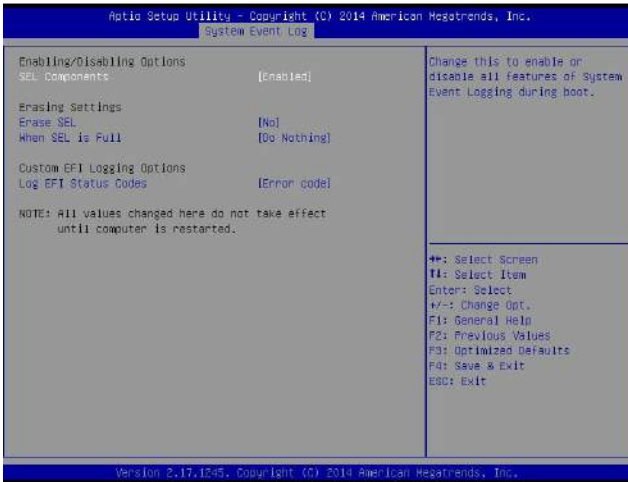 Aptio Setup Utility - Copyright (C) 2014 American Megatrends, Inc.
System Event Log
Enabling/Disabling Options
SEL Components [Enabled]
Erasing Settings
Erase SEL [No]
When SEL is Full [Do Nothing]
Custom EFI Logging Options
Log EFI Status Codes [Error code]
NOTE: All values changed here do not take effect
until computer is restarted.
Change this to enable or
disable all features of System
Event Logging during boot.
→←: Select Screen
↑↓: Select Item
Enter: Select
+/-: Change Opt.
F1: General Help
F2: Previous Values
F3: Optimized Defaults
F4: Save & Exit
ESC: Exit
Version 2.17.1245. Copyright (C) 2014 American Megatrends, Inc.